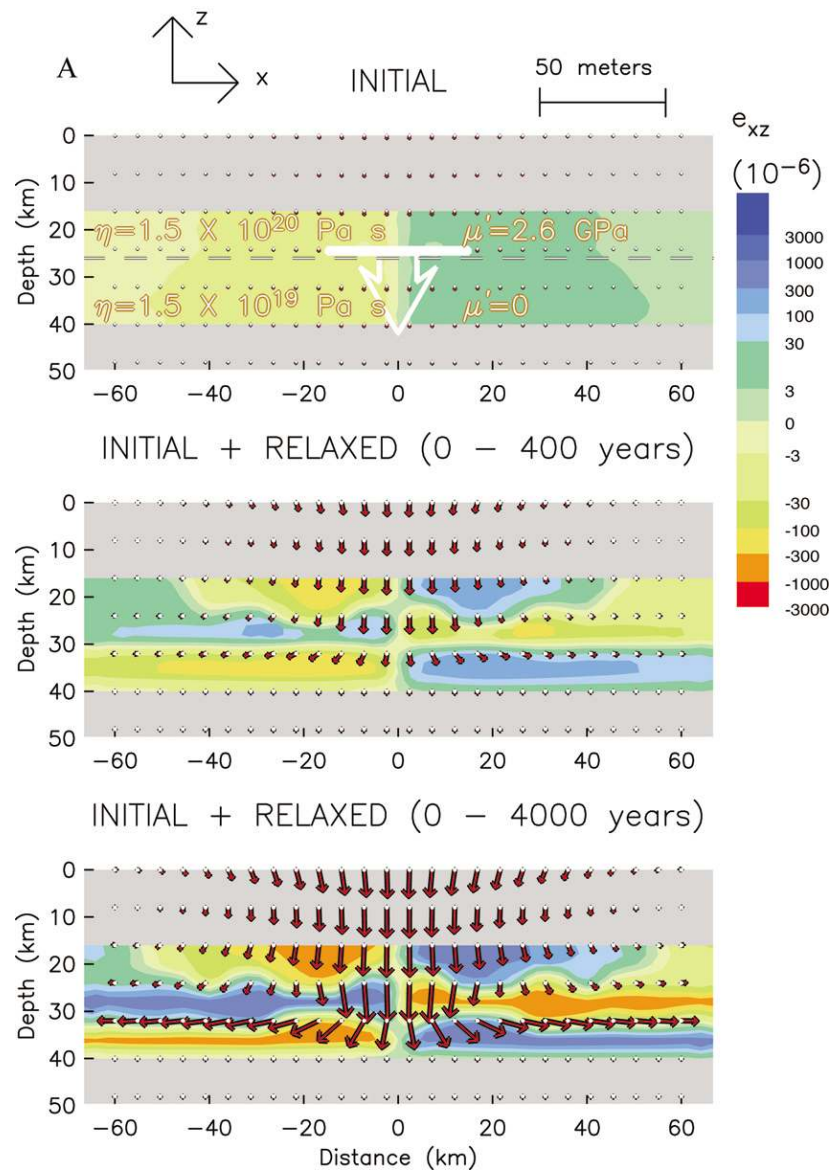 z
A
x
INITIAL
50 meters
e_xz
(10^-6)
3000
1000
300
100
30
3
0
-3
-30
-100
-300
-1000
-3000
0
10
20
30
40
50
Depth (km)
η=1.5 X 10^20 Pa s
μ'=2.6 GPa
η=1.5 X 10^19 Pa s
μ'=0
-60 -40 -20 0 20 40 60
INITIAL + RELAXED (0 - 400 years)
0
10
20
30
40
50
Depth (km)
-60 -40 -20 0 20 40 60
INITIAL + RELAXED (0 - 4000 years)
0
10
20
30
40
50
Depth (km)
-60 -40 -20 0 20 40 60
Distance (km)